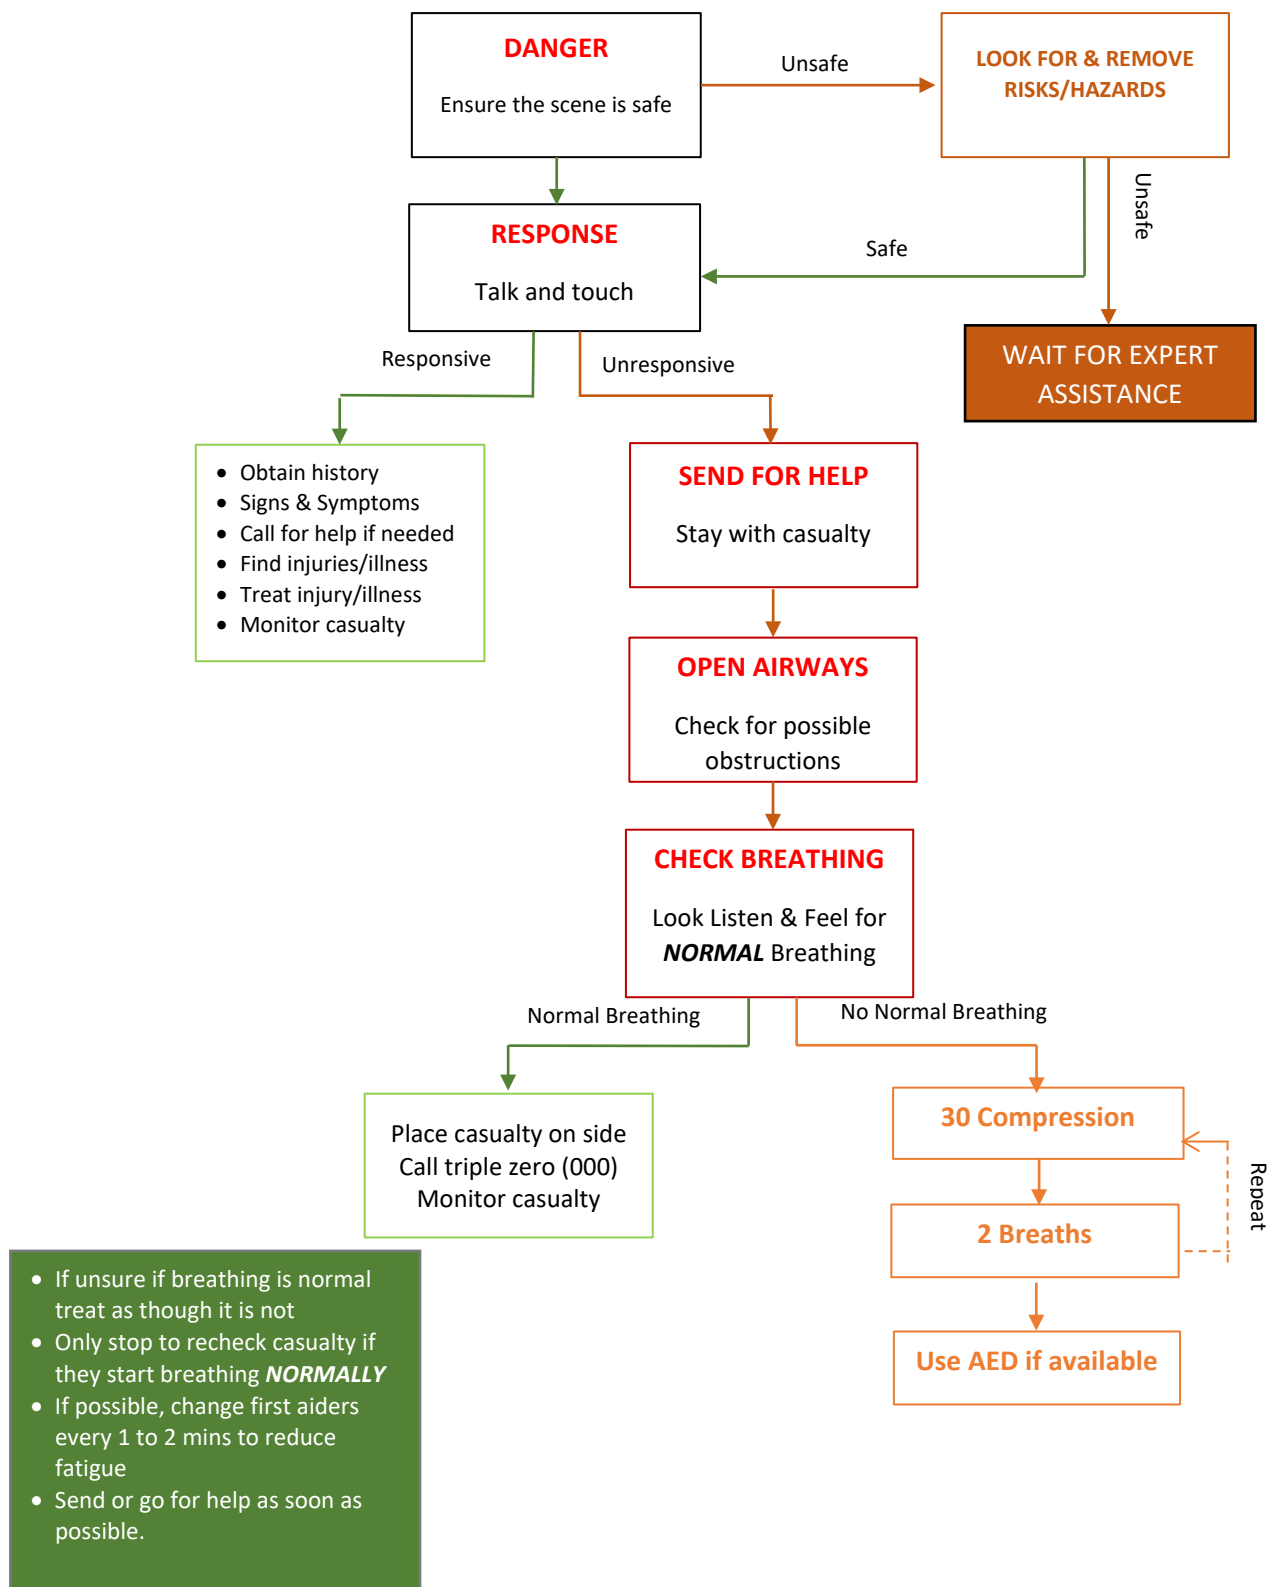 DANGER
Ensure the scene is safe
Unsafe
LOOK FOR & REMOVE
RISKS/HAZARDS
Unsafe
RESPONSE
Talk and touch
Safe
WAIT FOR EXPERT
ASSISTANCE
Responsive
Unresponsive
• Obtain history
• Signs & Symptoms
• Call for help if needed
• Find injuries/illness
• Treat injury/illness
• Monitor casualty
SEND FOR HELP
Stay with casualty
OPEN AIRWAYS
Check for possible
obstructions
CHECK BREATHING
Look Listen & Feel for
NORMAL Breathing
Normal Breathing
No Normal Breathing
Place casualty on side
Call triple zero (000)
Monitor casualty
30 Compression
2 Breaths
Repeat
Use AED if available
• If unsure if breathing is normal
treat as though it is not
• Only stop to recheck casualty if
they start breathing NORMALLY
• If possible, change first aiders
every 1 to 2 mins to reduce
fatigue
• Send or go for help as soon as
possible.